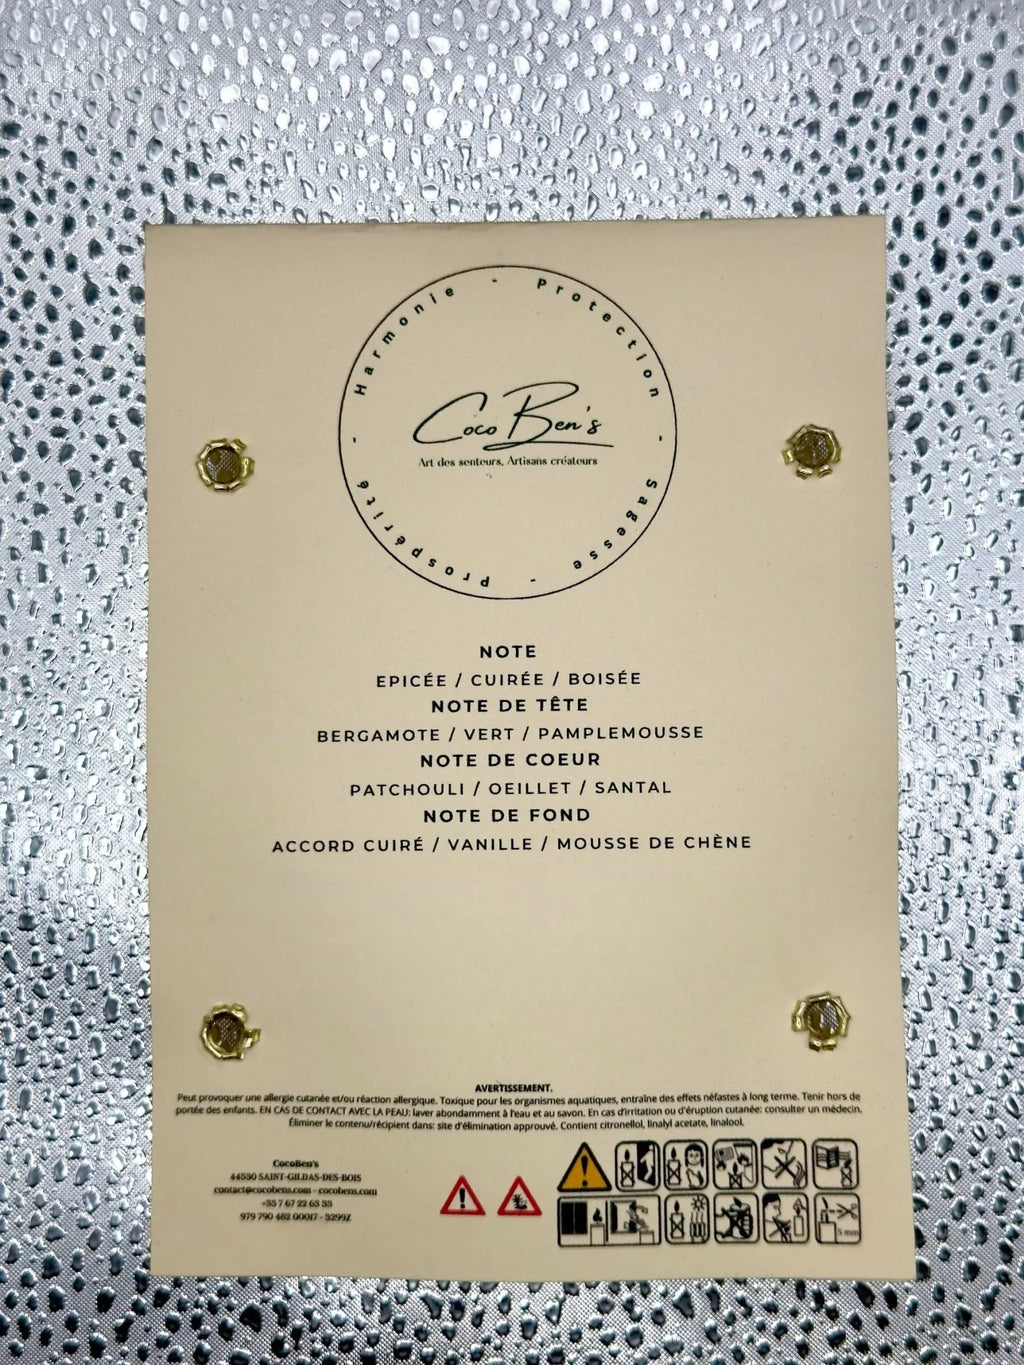 Harmonie - Protection - Sagesse - Prospérité -
Coco Ben's
Art des senteurs, Artisans créateurs
NOTE
EPICÉE / CUIRÉE / BOISÉE
NOTE DE TÊTE
BERGAMOTE / VERT / PAMPLEMOUSSE
NOTE DE COEUR
PATCHOULI / OEILLET / SANTAL
NOTE DE FOND
ACCORD CUIRÉ / VANILLE / MOUSSE DE CHÈNE
AVERTISSEMENT.
Peut provoquer une allergie cutanée et/ou réaction allergique. Toxique pour les organismes aquatiques, entraîne des effets néfastes à long terme. Tenir hors de
portée des enfants. EN CAS DE CONTACT AVEC LA PEAU: laver abondamment à l'eau et au savon. En cas d'irritation ou d'éruption cutanée: consulter un médecin.
Éliminer le contenu/récipient dans: site d'élimination approuvé. Contient citronellol, linalyl acetate, linalool.
CocoBen's
44530 SAINT-GILDAS-DES-BOIS
contact@cocobens.com - cocobens.com
+33 7 67 22 63 33
979 790 482 00017 - 3299Z
5 mm